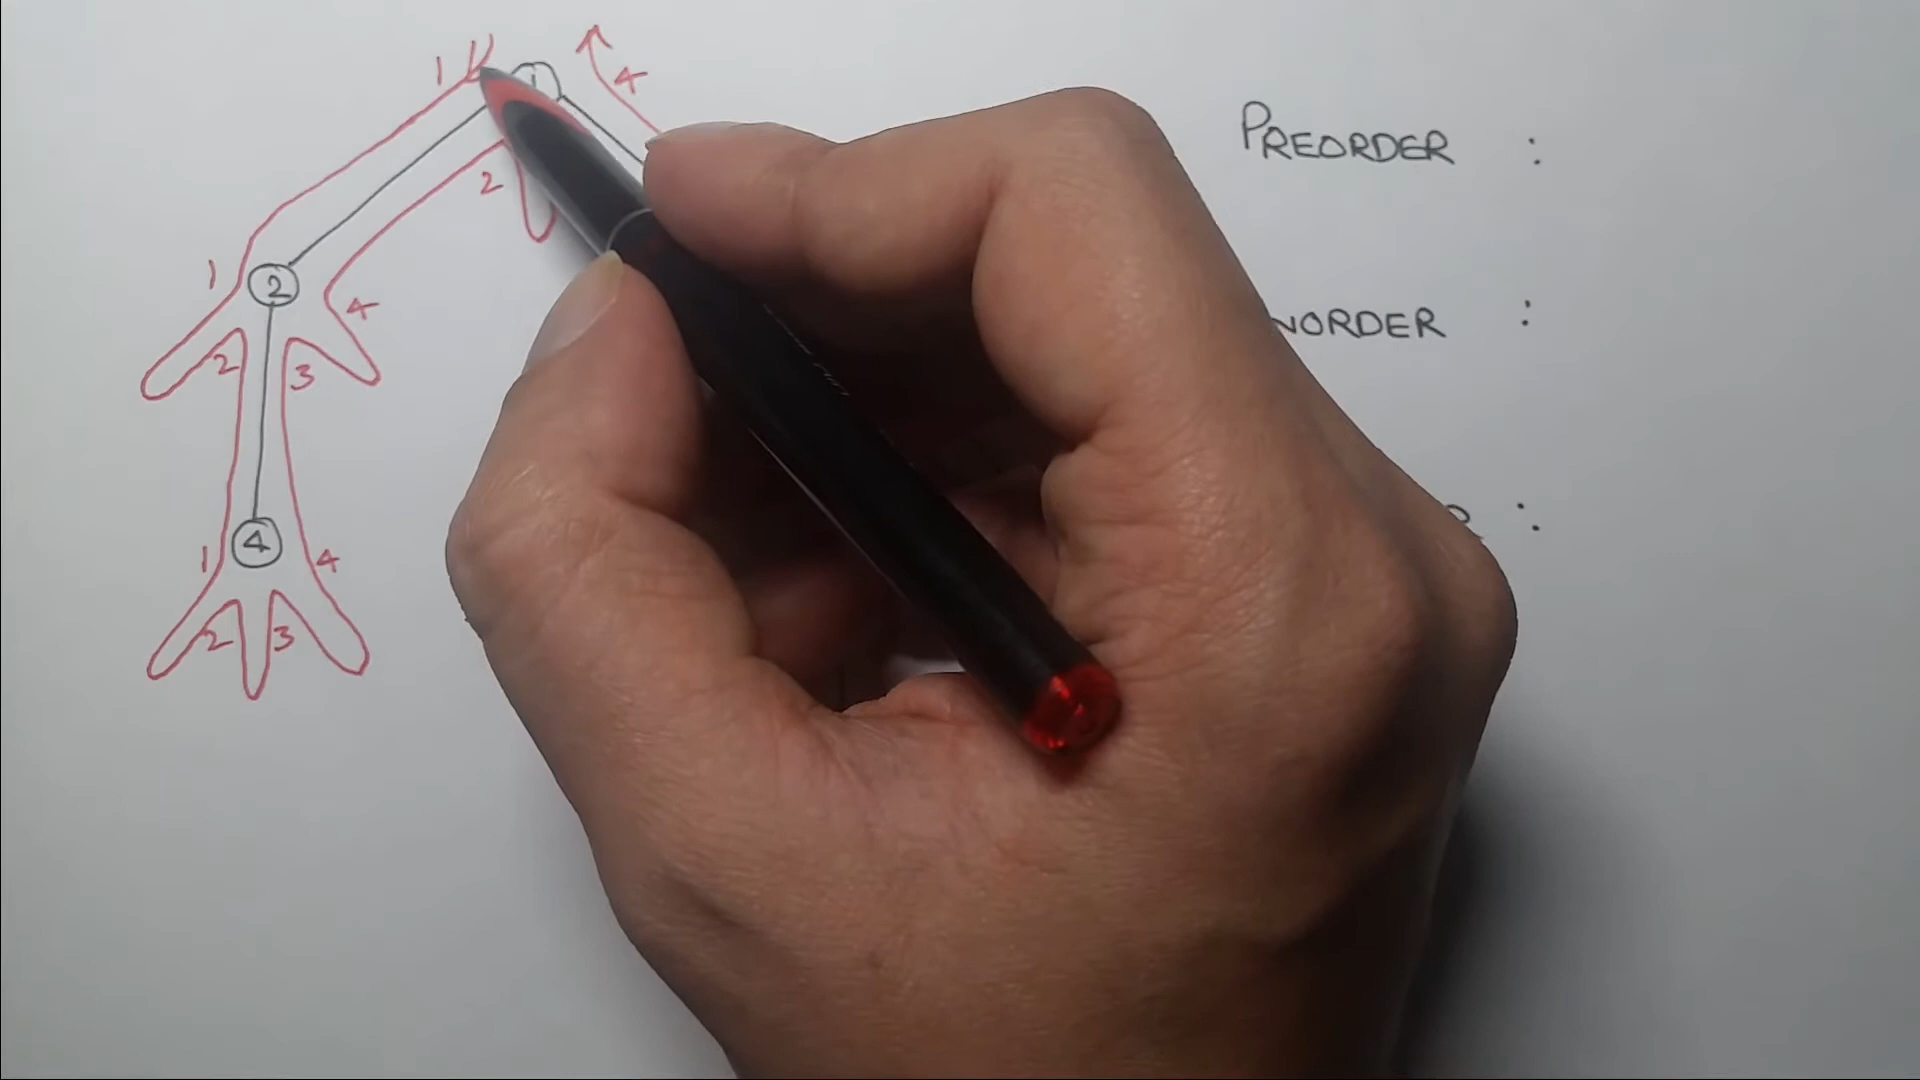 1 1 4
PREORDER :
2
1 2 4
NORDER :
2 3
:
1 4 4
2 3